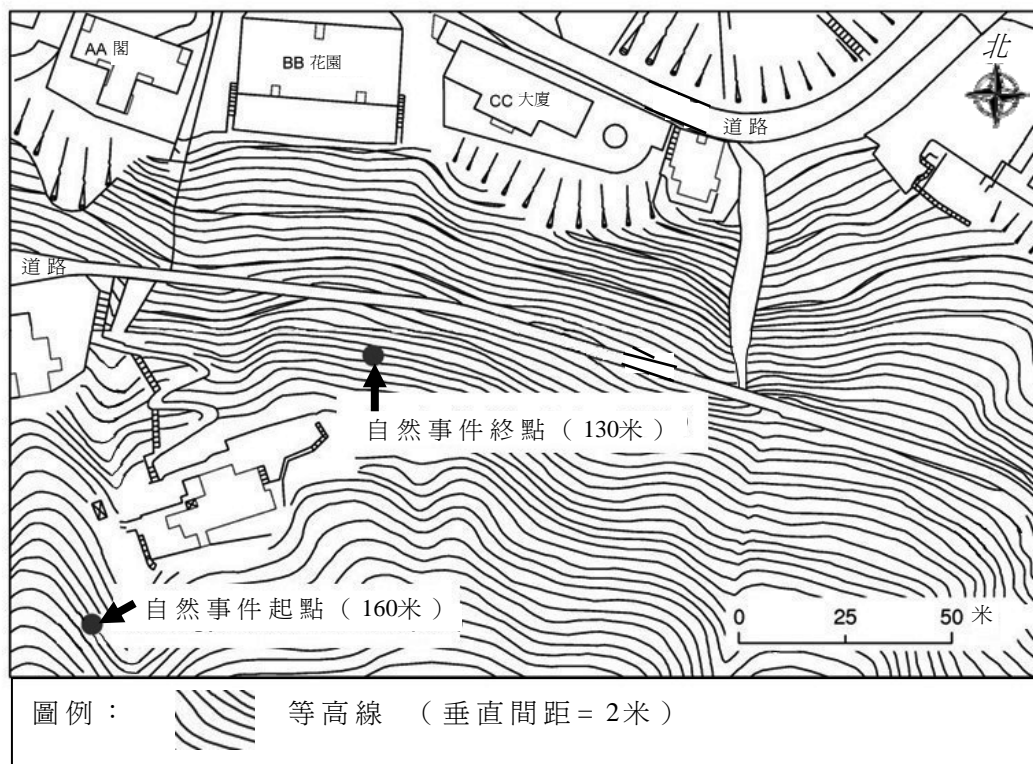 AA 閣
BB 花園
CC 大廈
北
道路
道路
自然事件終點（130米）
自然事件起點（160米）
0 25 50 米
圖例：
等高線 （垂直間距= 2米）